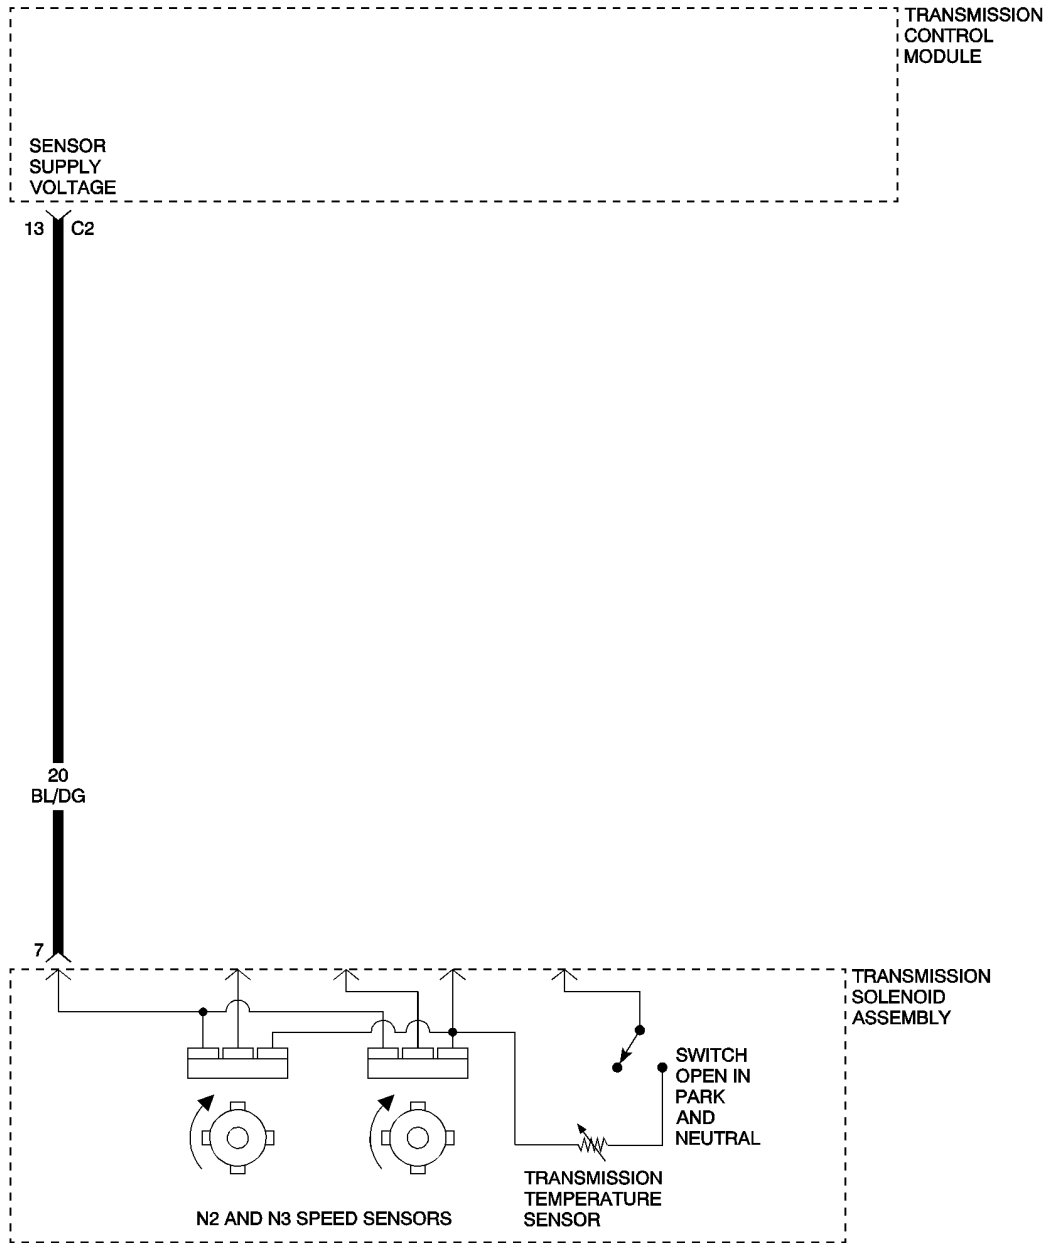 TRANSMISSION
CONTROL
MODULE
SENSOR
SUPPLY
VOLTAGE
13 C2
20
BL/DG
7
TRANSMISSION
SOLENOID
ASSEMBLY
SWITCH
OPEN IN
PARK
AND
NEUTRAL
TRANSMISSION
TEMPERATURE
SENSOR
N2 AND N3 SPEED SENSORS